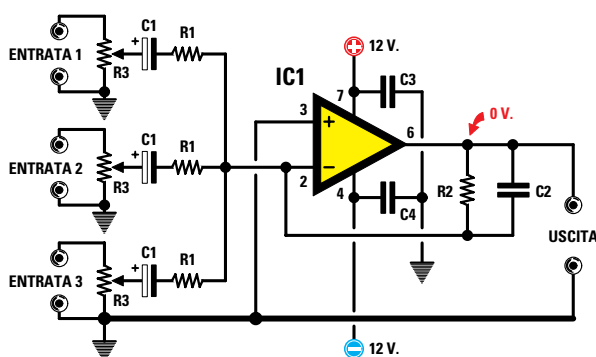 ENTRATA 1
R3
+
C1
R1
ENTRATA 2
R3
+
C1
R1
ENTRATA 3
R3
+
C1
R1
IC1
+ 12 V.
7
C3
3
+
2
−
6
4
C4
0 V.
R2
C2
USCITA
− 12 V.